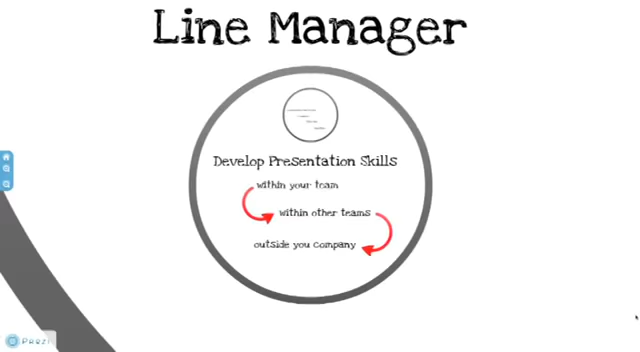 Line Manager
Develop Presentation Skills
within your team
within other teams
outside you company
Prezi